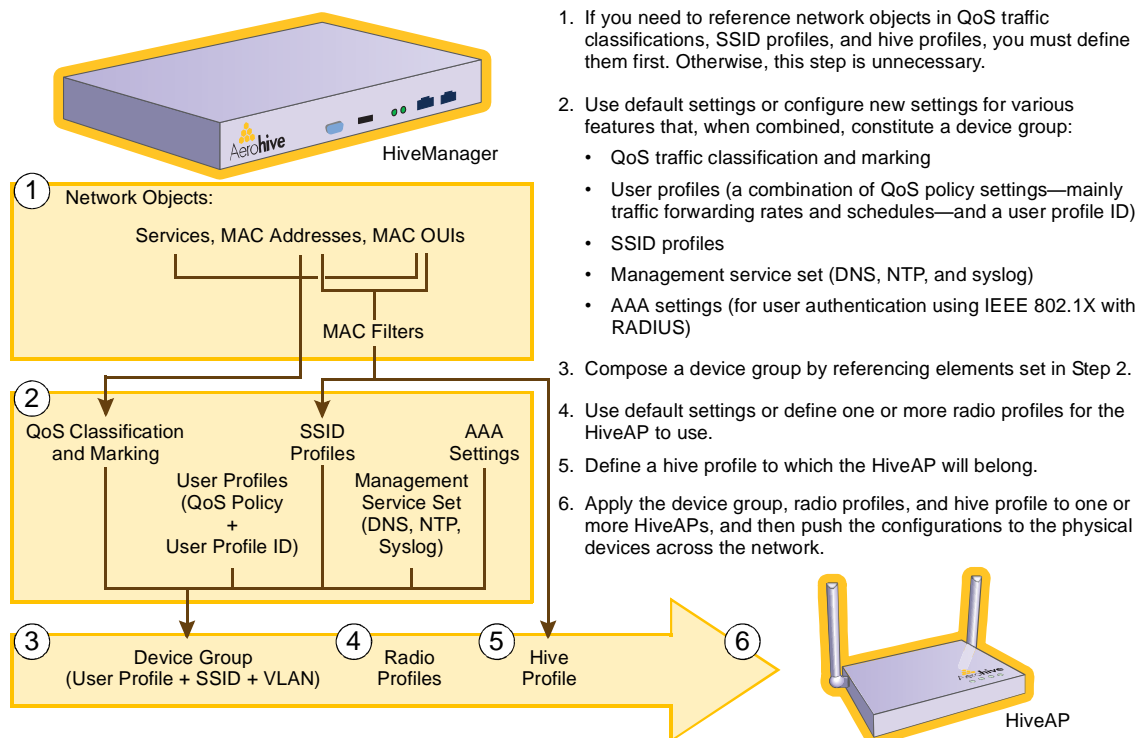 Aerohive
HiveManager
1
Network Objects:
Services, MAC Addresses, MAC OUIs
MAC Filters
2
QoS Classification
and Marking
SSID
Profiles
AAA
Settings
User Profiles
(QoS Policy
+
User Profile ID)
Management
Service Set
(DNS, NTP,
Syslog)
3
Device Group
(User Profile + SSID + VLAN)
4
Radio
Profiles
5
Hive
Profile
6
1. If you need to reference network objects in QoS traffic
classifications, SSID profiles, and hive profiles, you must define
them first. Otherwise, this step is unnecessary.
2. Use default settings or configure new settings for various
features that, when combined, constitute a device group:
• QoS traffic classification and marking
• User profiles (a combination of QoS policy settings—mainly
traffic forwarding rates and schedules—and a user profile ID)
• SSID profiles
• Management service set (DNS, NTP, and syslog)
• AAA settings (for user authentication using IEEE 802.1X with
RADIUS)
3. Compose a device group by referencing elements set in Step 2.
4. Use default settings or define one or more radio profiles for the
HiveAP to use.
5. Define a hive profile to which the HiveAP will belong.
6. Apply the device group, radio profiles, and hive profile to one or
more HiveAPs, and then push the configurations to the physical
devices across the network.
Aerohive
HiveAP